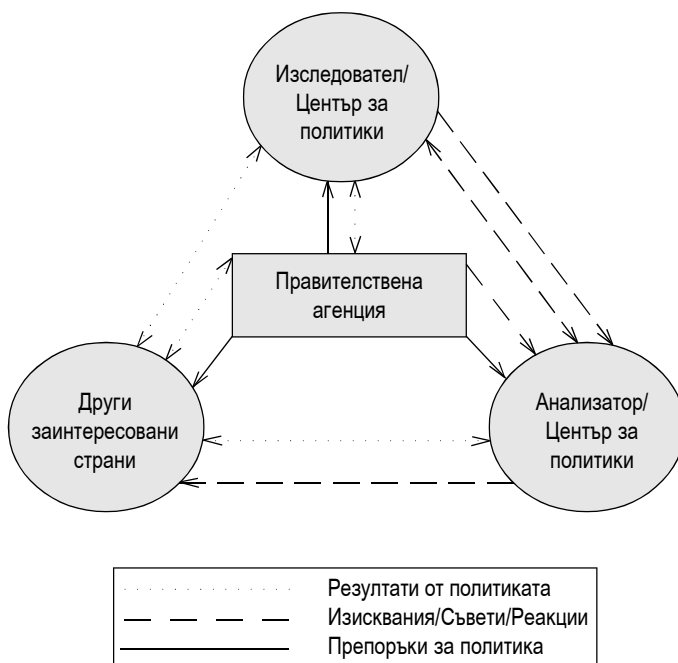 Изследовател/
Център за
политики
Правителствена
агенция
Други
заинтересовани
страни
Анализатор/
Център за
политики
Резултати от политиката
Изисквания/Съвети/Реакции
Препоръки за политика